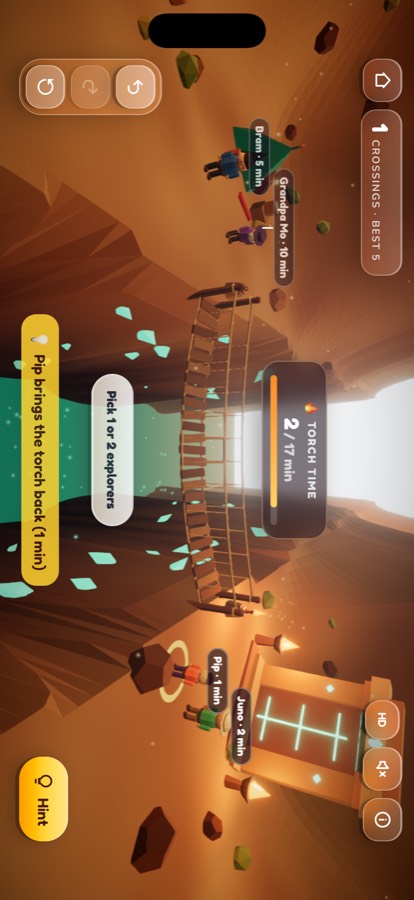 1 CROSSINGS · BEST 5
HD
TORCH TIME
2 / 17 min
Grandpa Mo · 10 min
Bram · 5 min
Juno · 2 min
Pip · 1 min
Pick 1 or 2 explorers
Pip brings the torch back (1 min)
Hint